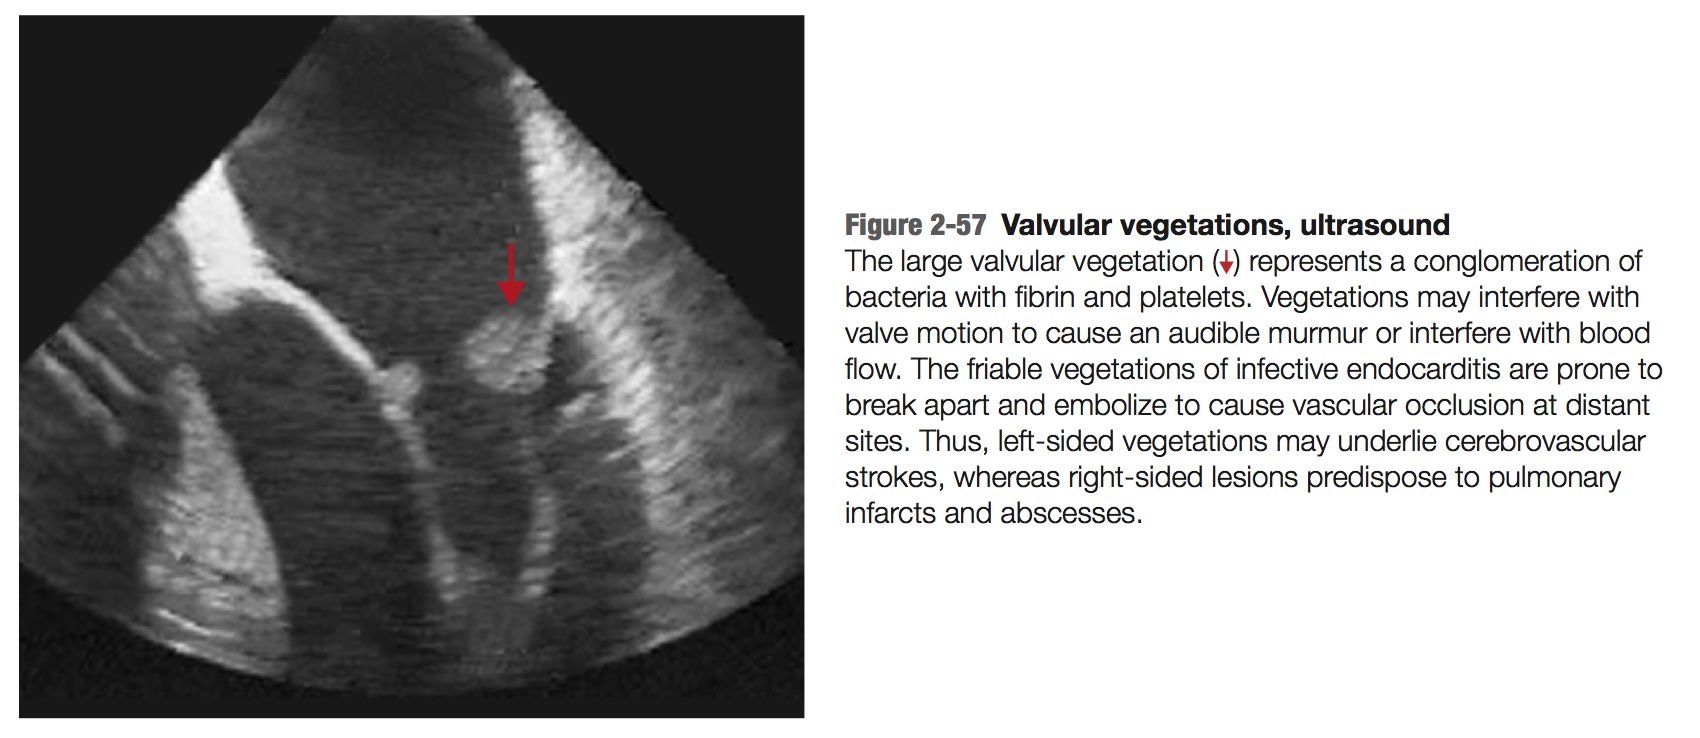 Figure 2-57 Valvular vegetations, ultrasound
The large valvular vegetation (↓) represents a conglomeration of
bacteria with fibrin and platelets. Vegetations may interfere with
valve motion to cause an audible murmur or interfere with blood
flow. The friable vegetations of infective endocarditis are prone to
break apart and embolize to cause vascular occlusion at distant
sites. Thus, left-sided vegetations may underlie cerebrovascular
strokes, whereas right-sided lesions predispose to pulmonary
infarcts and abscesses.